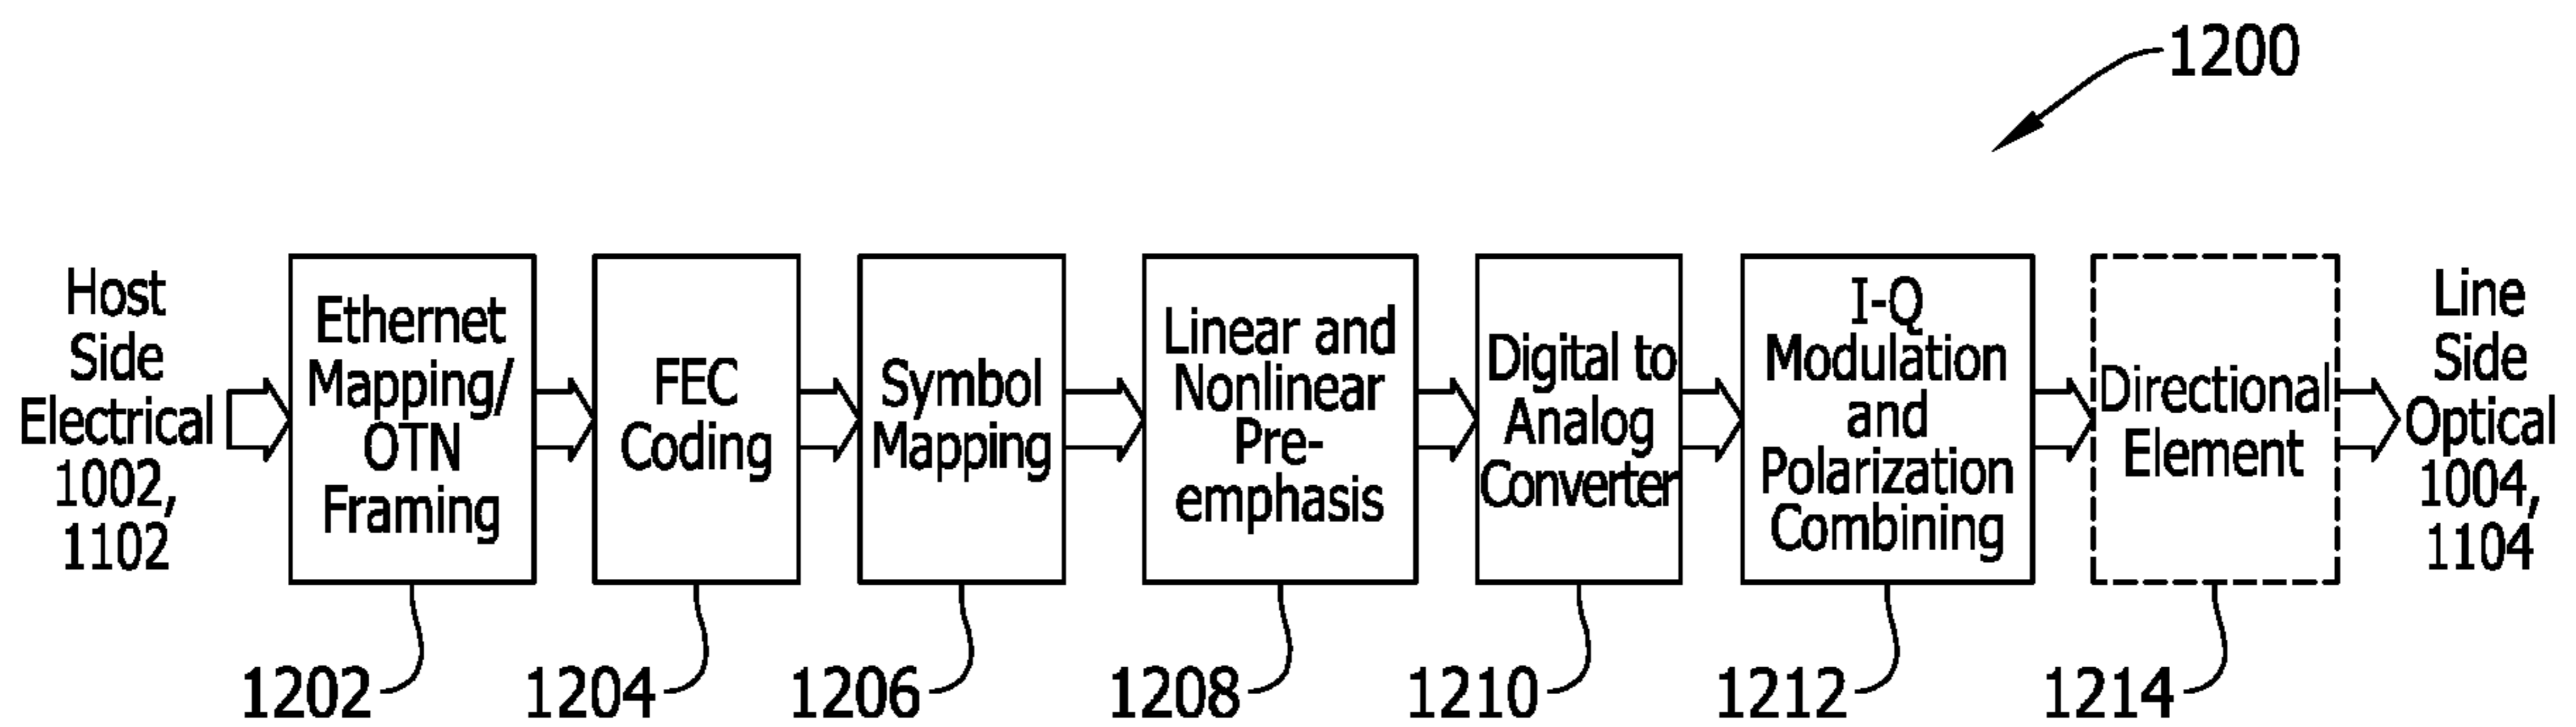 1200
Host
Side
Electrical
1002,
1102
Ethernet
Mapping/
OTN
Framing
FEC
Coding
Symbol
Mapping
Linear and
Nonlinear
Pre-
emphasis
Digital to
Analog
Converter
I-Q
Modulation
and
Polarization
Combining
Directional
Element
Line
Side
Optical
1004,
1104
1202
1204
1206
1208
1210
1212
1214